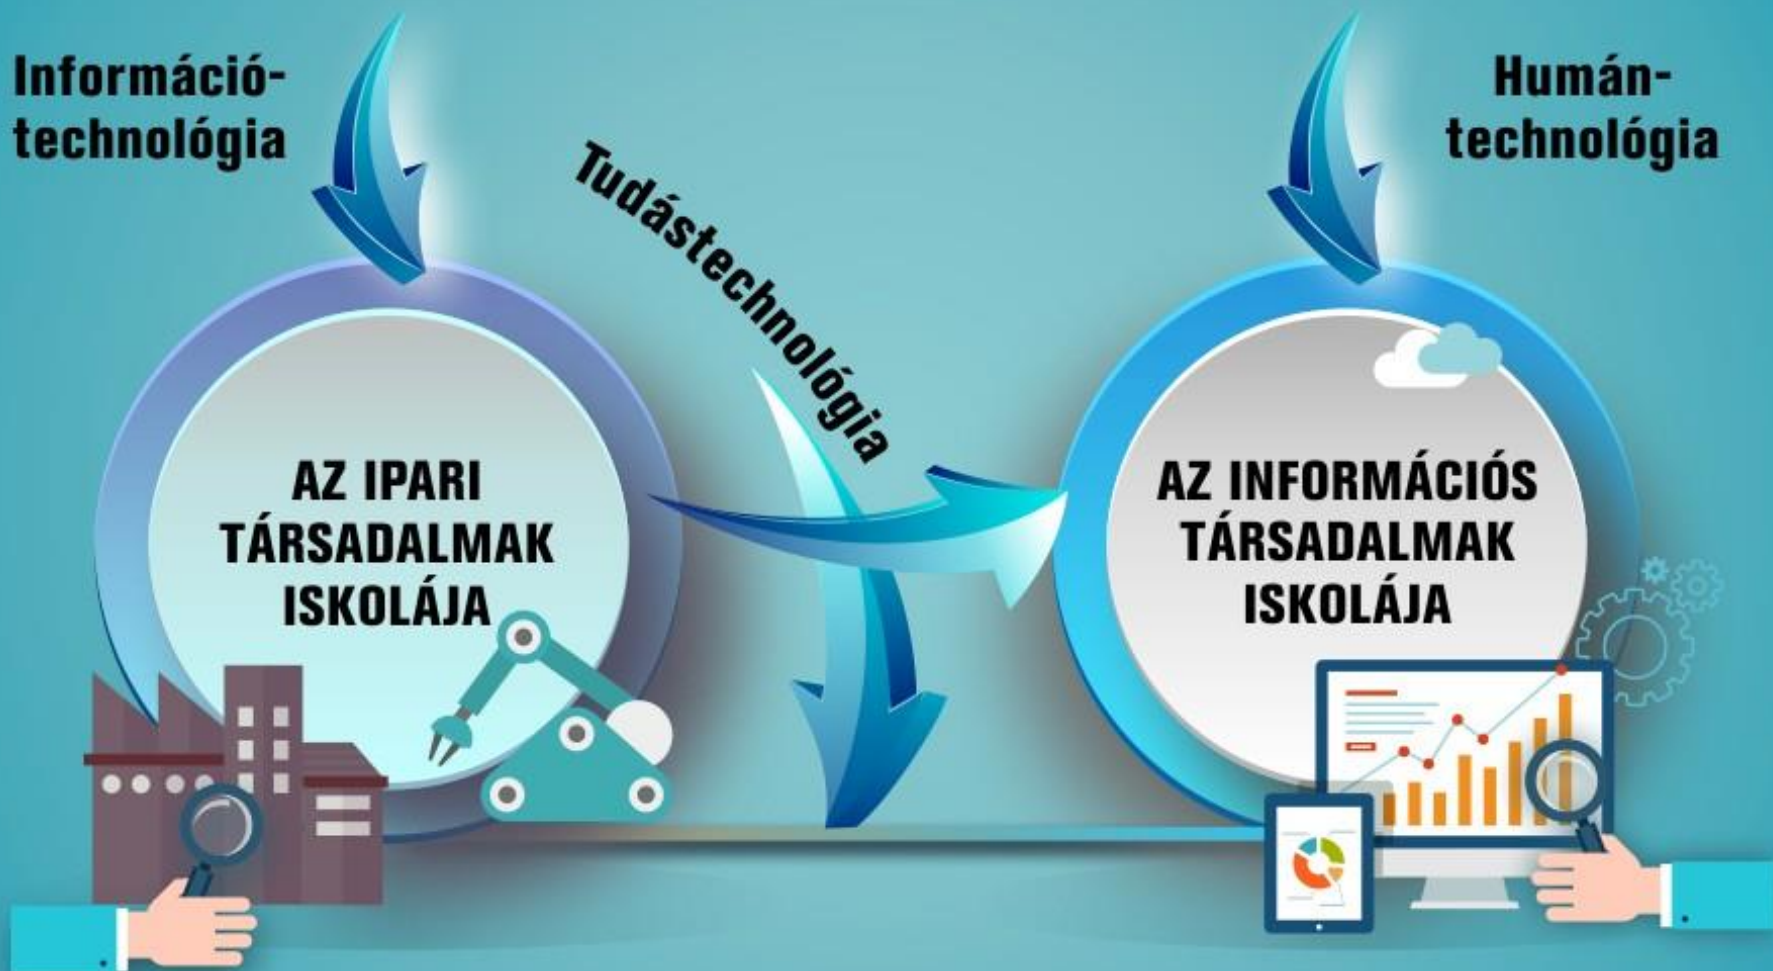 Információ-
technológia
Tudástechnológia
Humán-
technológia
AZ IPARI
TÁRSADALMAK
ISKOLÁJA
AZ INFORMÁCIÓS
TÁRSADALMAK
ISKOLÁJA